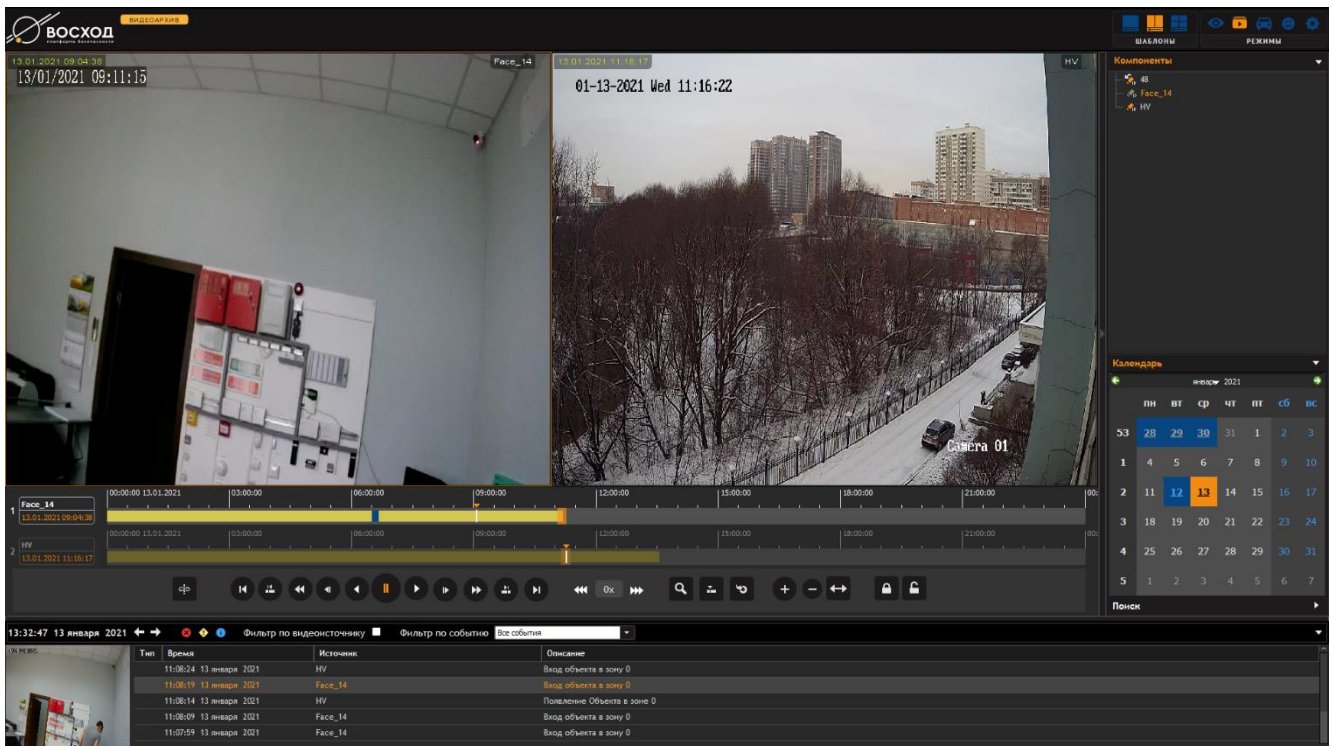 ВОСХОД
платформа безопасности
ВИДЕОАРХИВ
ШАБЛОНЫ
РЕЖИМЫ
13.01.2021 09:04:38
Face_14
13/01/2021 09:11:15
13.01.2021 11:16:17
HV
01-13-2021 Wed 11:16:22
Camera 01
Компоненты
48
Face_14
HV
Календарь
январь 2021
пн вт ср чт пт сб вс
53 28 29 30 31 1 2 3
1 4 5 6 7 8 9 10
2 11 12 13 14 15 16 17
3 18 19 20 21 22 23 24
4 25 26 27 28 29 30 31
5 1 2 3 4 5 6 7
Поиск
00:00:00 13.01.2021 03:00:00 06:00:00 09:00:00 12:00:00 15:00:00 18:00:00 21:00:00 00:
1 Face_14
13.01.2021 09:04:38
00:00:00 13.01.2021 03:00:00 06:00:00 09:00:00 12:00:00 15:00:00 18:00:00 21:00:00 00:
2 HV
13.01.2021 11:16:17
0x
13:32:47 13 января 2021 Фильтр по видеоисточнику Фильтр по событию Все события
Тип Время Источник Описание
11:08:24 13 января 2021 HV Вход объекта в зону 0
11:08:19 13 января 2021 Face_14 Вход объекта в зону 0
11:08:14 13 января 2021 HV Появление Объекта в зоне 0
11:08:09 13 января 2021 Face_14 Вход объекта в зону 0
11:07:59 13 января 2021 Face_14 Вход объекта в зону 0